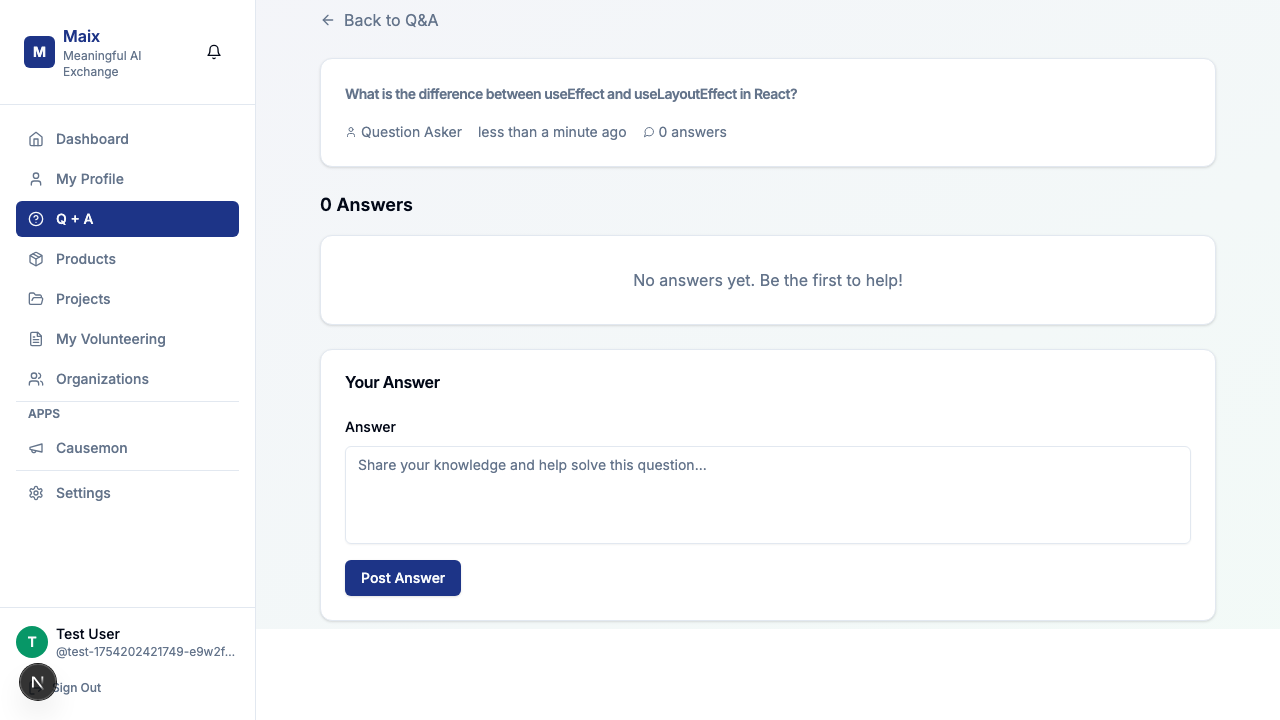 M
Maix
Meaningful AI
Exchange
Dashboard
My Profile
Q + A
Products
Projects
My Volunteering
Organizations
APPS
Causemon
Settings
T
Test User
@test-1754202421749-e9w2f...
N
Sign Out
Back to Q&A
What is the difference between useEffect and useLayoutEffect in React?
Question Asker less than a minute ago 0 answers
0 Answers
No answers yet. Be the first to help!
Your Answer
Answer
Share your knowledge and help solve this question...
Post Answer